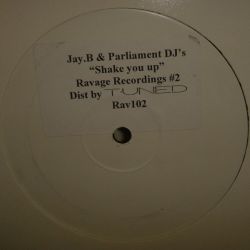 Jay.B & Parliament DJ's
“Shake you up”
Ravage Recordings #2
Dist by TUNED
Rav102